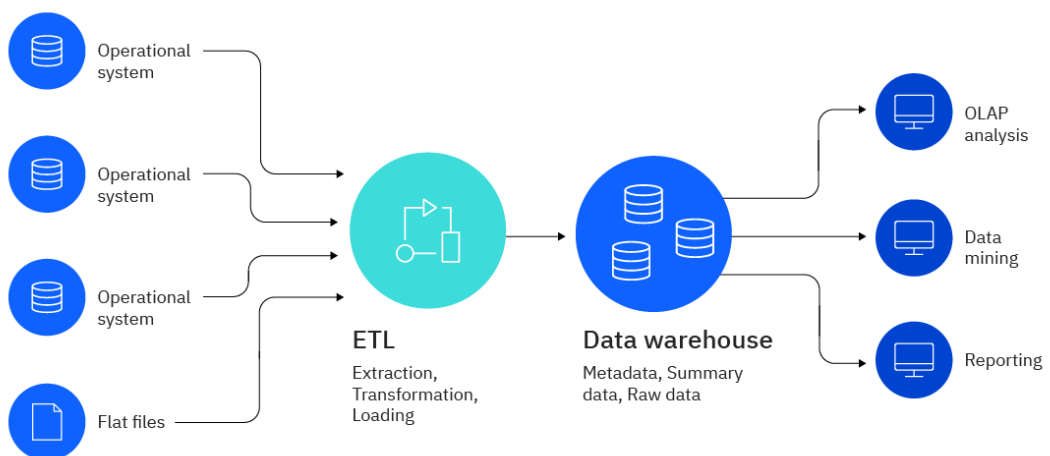 Operational
system
Operational
system
Operational
system
Flat files
ETL
Extraction,
Transformation,
Loading
Data warehouse
Metadata, Summary
data, Raw data
OLAP
analysis
Data
mining
Reporting